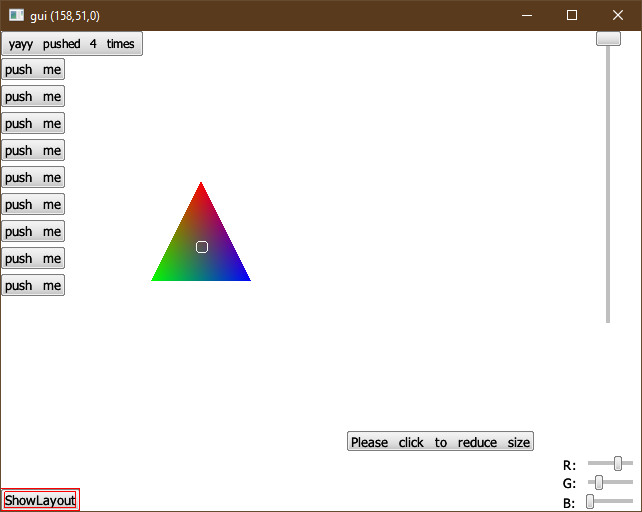 gui (158,51,0)
yayy pushed 4 times
push me
push me
push me
push me
push me
push me
push me
push me
push me
Please click to reduce size
R:
G:
B:
ShowLayout